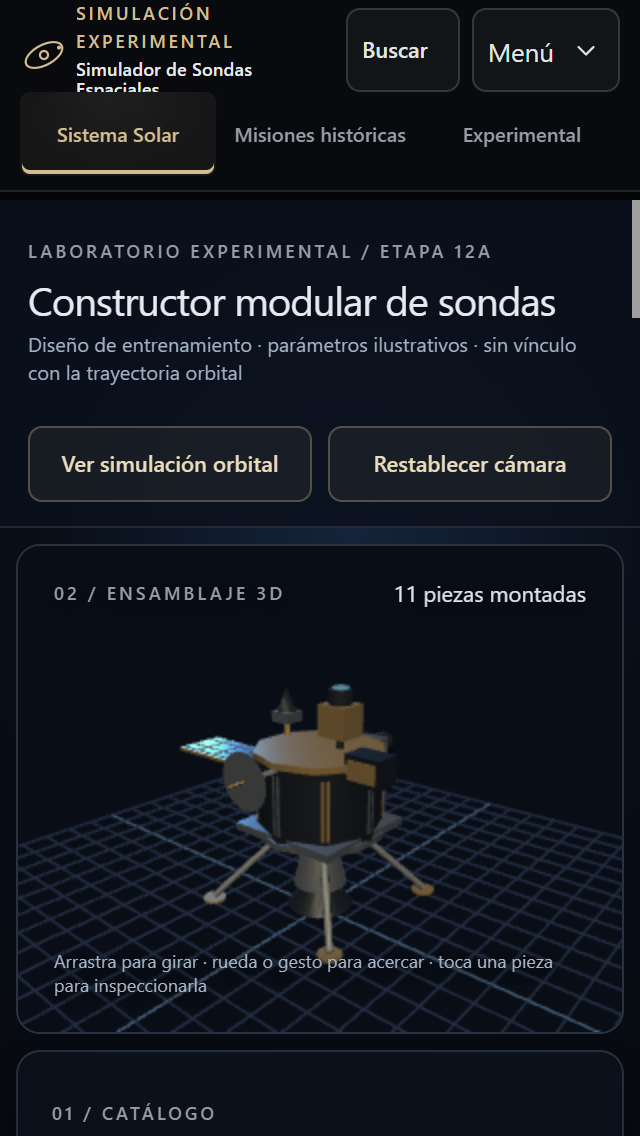 SIMULACIÓN
EXPERIMENTAL
Simulador de Sondas
Espaciales
Buscar
Menú
Sistema Solar
Misiones históricas
Experimental
LABORATORIO EXPERIMENTAL / ETAPA 12A
Constructor modular de sondas
Diseño de entrenamiento · parámetros ilustrativos · sin vínculo
con la trayectoria orbital
Ver simulación orbital
Restablecer cámara
02 / ENSAMBLAJE 3D
11 piezas montadas
Arrastra para girar · rueda o gesto para acercar · toca una pieza
para inspeccionarla
01 / CATÁLOGO